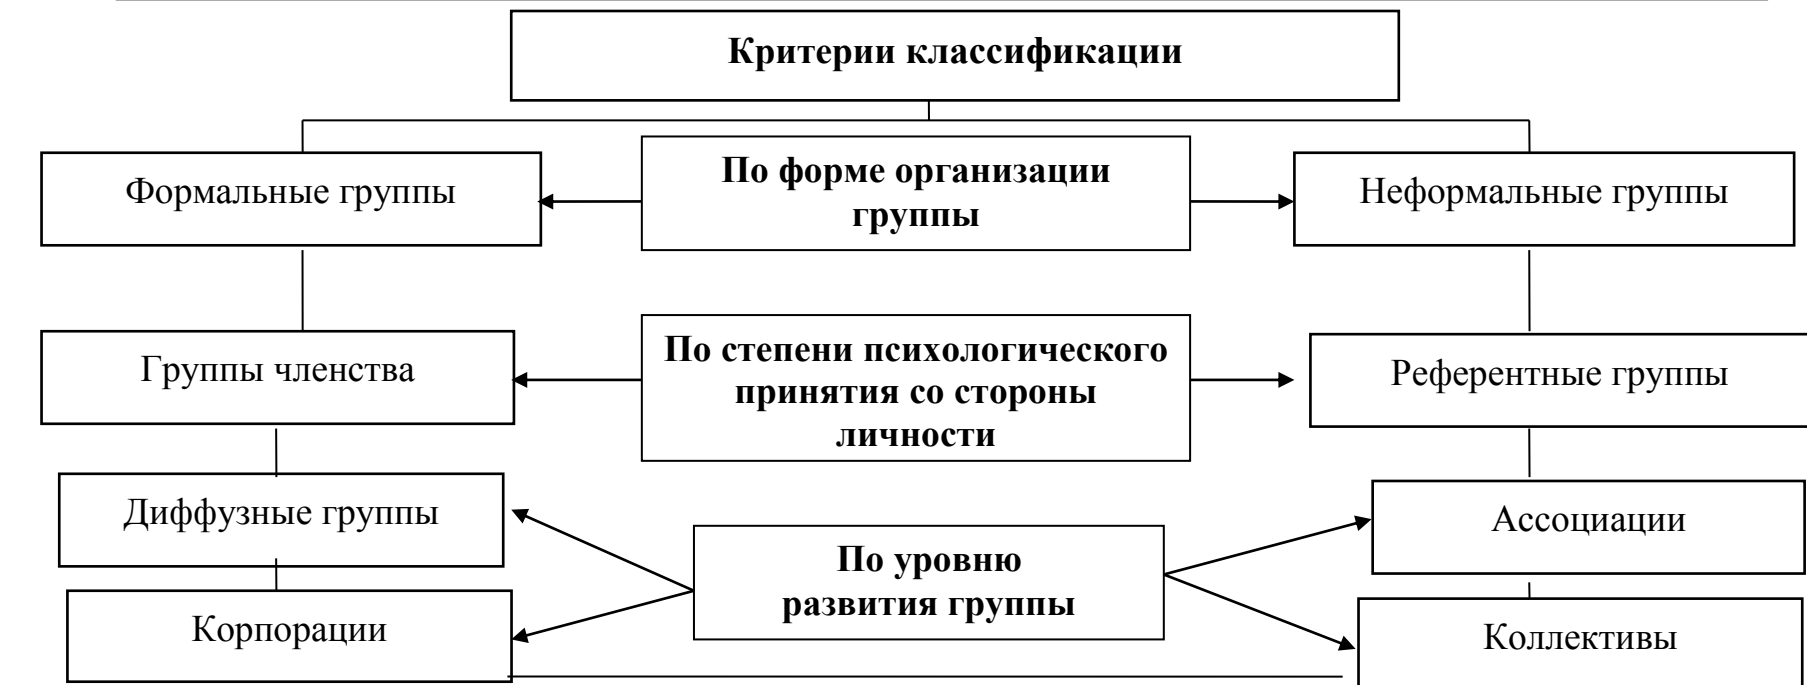 Критерии классификации
Формальные группы
По форме организации
группы
Неформальные группы
Группы членства
По степени психологического
принятия со стороны
личности
Референтные группы
Диффузные группы
По уровню
развития группы
Ассоциации
Корпорации
Коллективы